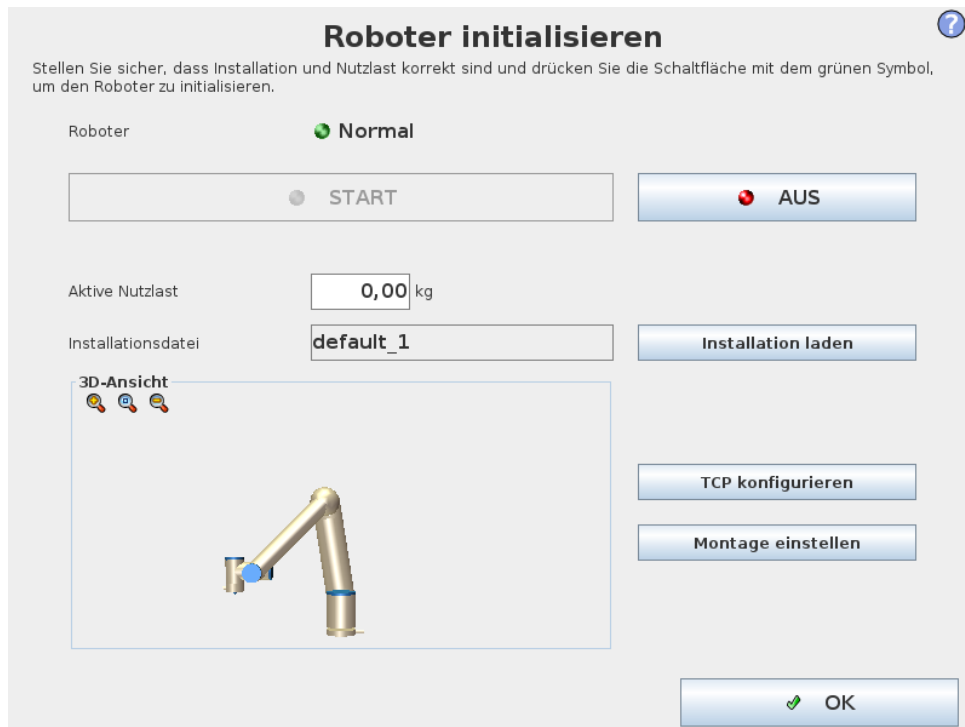 Roboter initialisieren
?
Stellen Sie sicher, dass Installation und Nutzlast korrekt sind und drücken Sie die Schaltfläche mit dem grünen Symbol,
um den Roboter zu initialisieren.
Roboter Normal
START AUS
Aktive Nutzlast 0,00 kg
Installationsdatei default_1 Installation laden
3D-Ansicht
TCP konfigurieren
Montage einstellen
OK